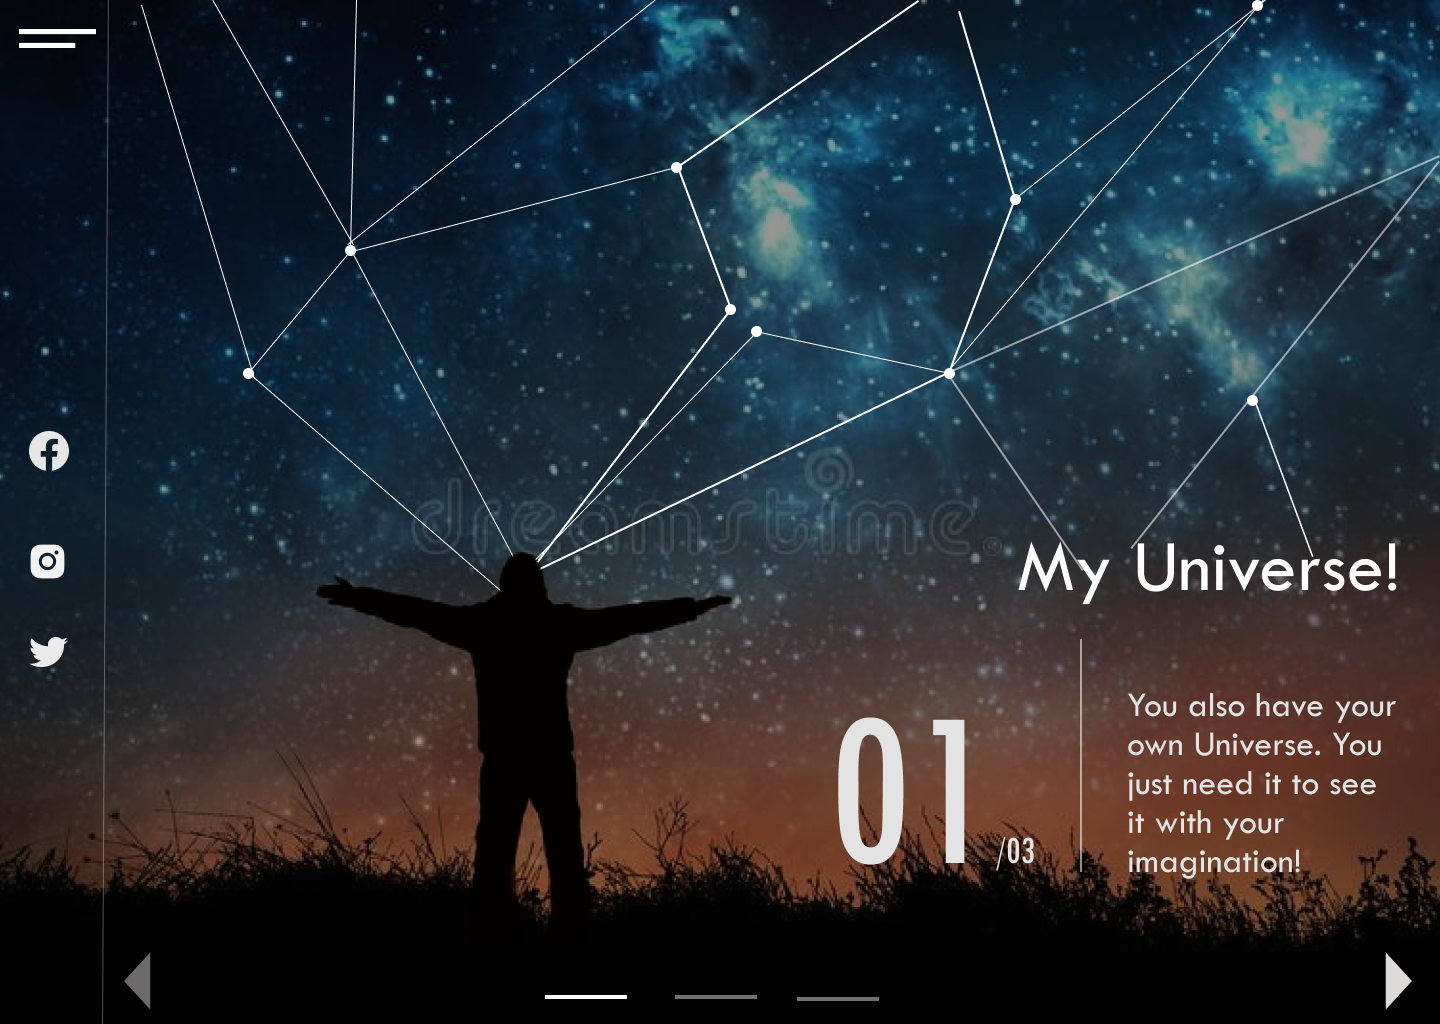 dreamstime®
My Universe!
You also have your
own Universe. You
just need it to see
it with your
imagination!
01
/03